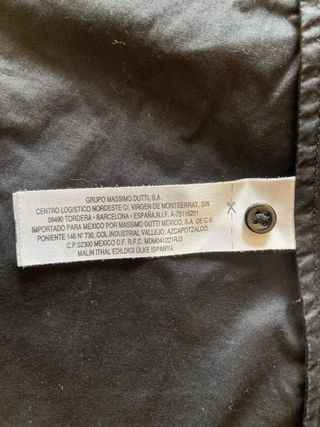 GRUPO MASSIMO DUTTI, S.A.
CENTRO LOGISTICO NORDESTE C/. VIRGEN DE MONTSERRAT, S/N
08490 TORDERA • BARCELONA • ESPAÑA.N.I.F. A-78115201
IMPORTADO PARA MEXICO POR MASSIMO DUTTI MEXICO, S.A. DE C.V.
PONIENTE 146 Nº 730, COL.INDUSTRIAL VALLEJO, AZCAPOTZALCO,
C.P.02300 MEXICO D.F. R.F.C. MDM041221RJ3
MALIN ITHAL EDILDIGI ÜLKE ISPANYA